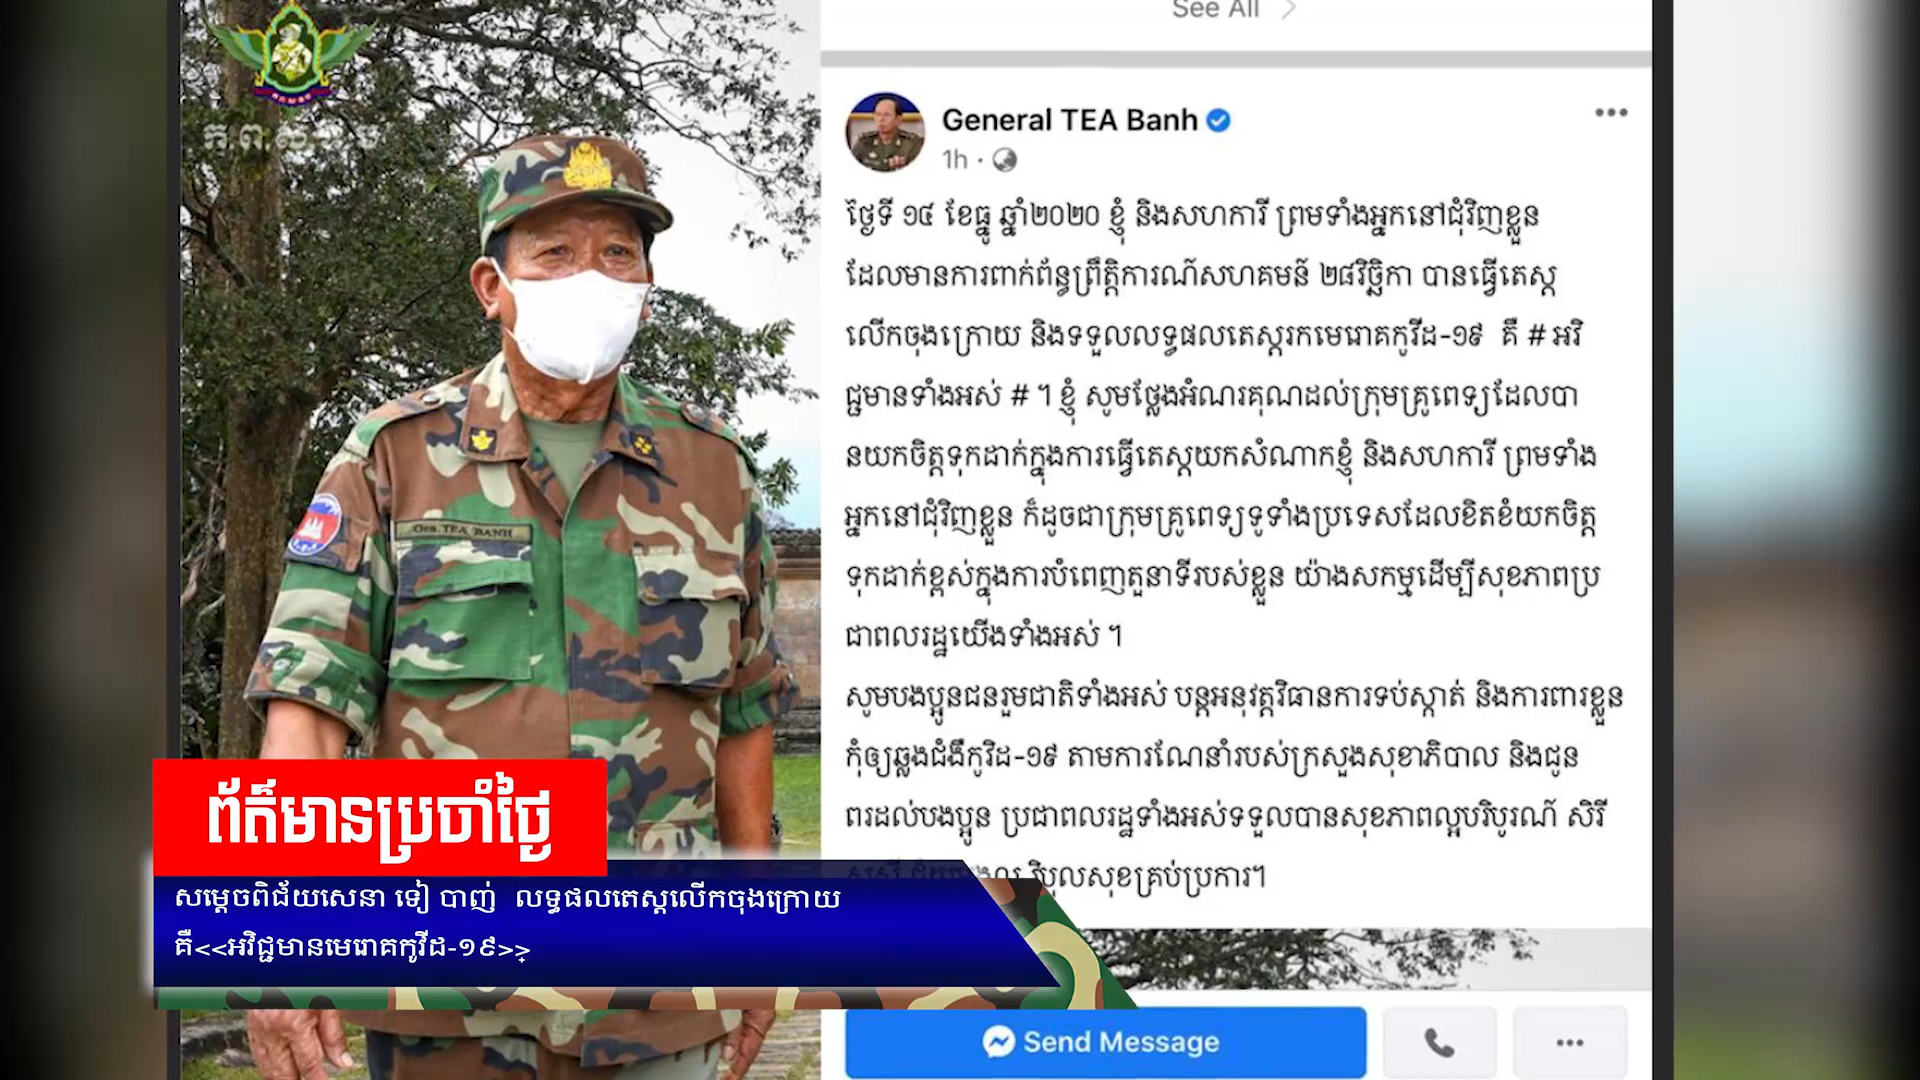 See All
General TEA Banh
1h
ថ្ងៃទី ១៤ ខែធ្នូ ឆ្នាំ២០២០ ខ្ញុំ និងសហការី ព្រមទាំងអ្នកនៅជុំវិញខ្លួន
ដែលមានការពាក់ព័ន្ធព្រឹត្តិការណ៍សហគមន៍ ២៨វិច្ឆិកា បានធ្វើតេស្ត
លើកចុងក្រោយ និងទទួលលទ្ធផលតេស្តរកមេរោគកូវីដ-១៩ គឺ # អវិ
ជ្ជមានទាំងអស់ # ។ ខ្ញុំ សូមថ្លែងអំណរគុណដល់ក្រុមគ្រូពេទ្យដែលបា
នយកចិត្តទុកដាក់ក្នុងការធ្វើតេស្តយកសំណាកខ្ញុំ និងសហការី ព្រមទាំង
អ្នកនៅជុំវិញខ្លួន ក៏ដូចជាក្រុមគ្រូពេទ្យទូទាំងប្រទេសដែលខិតខំយកចិត្ត
ទុកដាក់ខ្ពស់ក្នុងការបំពេញតួនាទីរបស់ខ្លួន យ៉ាងសកម្មដើម្បីសុខភាពប្រ
ជាពលរដ្ឋយើងទាំងអស់ ។
សូមបងប្អូនជនរួមជាតិទាំងអស់ បន្តអនុវត្តវិធានការទប់ស្កាត់ និងការពារខ្លួន
កុំឲ្យឆ្លងជំងឺកូវិដ-១៩ តាមការណែនាំរបស់ក្រសួងសុខាភិបាល និងជូន
ពរដល់បងប្អូន ប្រជាពលរដ្ឋទាំងអស់ទទួលបានសុខភាពល្អបរិបូរណ៍ សិរី
វិបុលសុខគ្រប់ប្រការ។
Gen. TEA BANH
ព័ត៌មានប្រចាំថ្ងៃ
សម្ដេចពិជ័យសេនា ទៀ បាញ់ លទ្ធផលតេស្តលើកចុងក្រោយ
គឺ<<អវិជ្ជមានមេរោគកូវីដ-១៩>>
Send Message